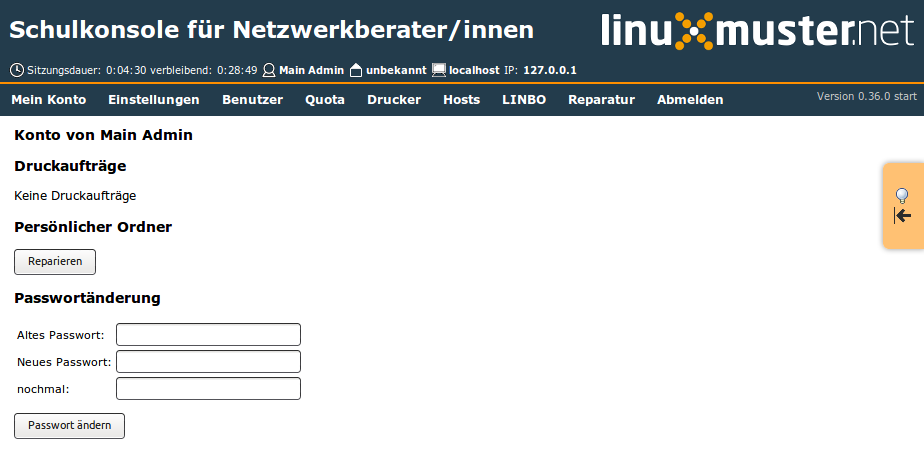 Schulkonsole für Netzwerkberater/innen
linuxmuster.net
Sitzungsdauer: 0:04:30 verbleibend: 0:28:49 Main Admin unbekannt localhost IP: 127.0.0.1
Mein Konto Einstellungen Benutzer Quota Drucker Hosts LINBO Reparatur Abmelden Version 0.36.0 start
Konto von Main Admin
Druckaufträge
Keine Druckaufträge
Persönlicher Ordner
Reparieren
Passwortänderung
Altes Passwort:
Neues Passwort:
nochmal:
Passwort ändern